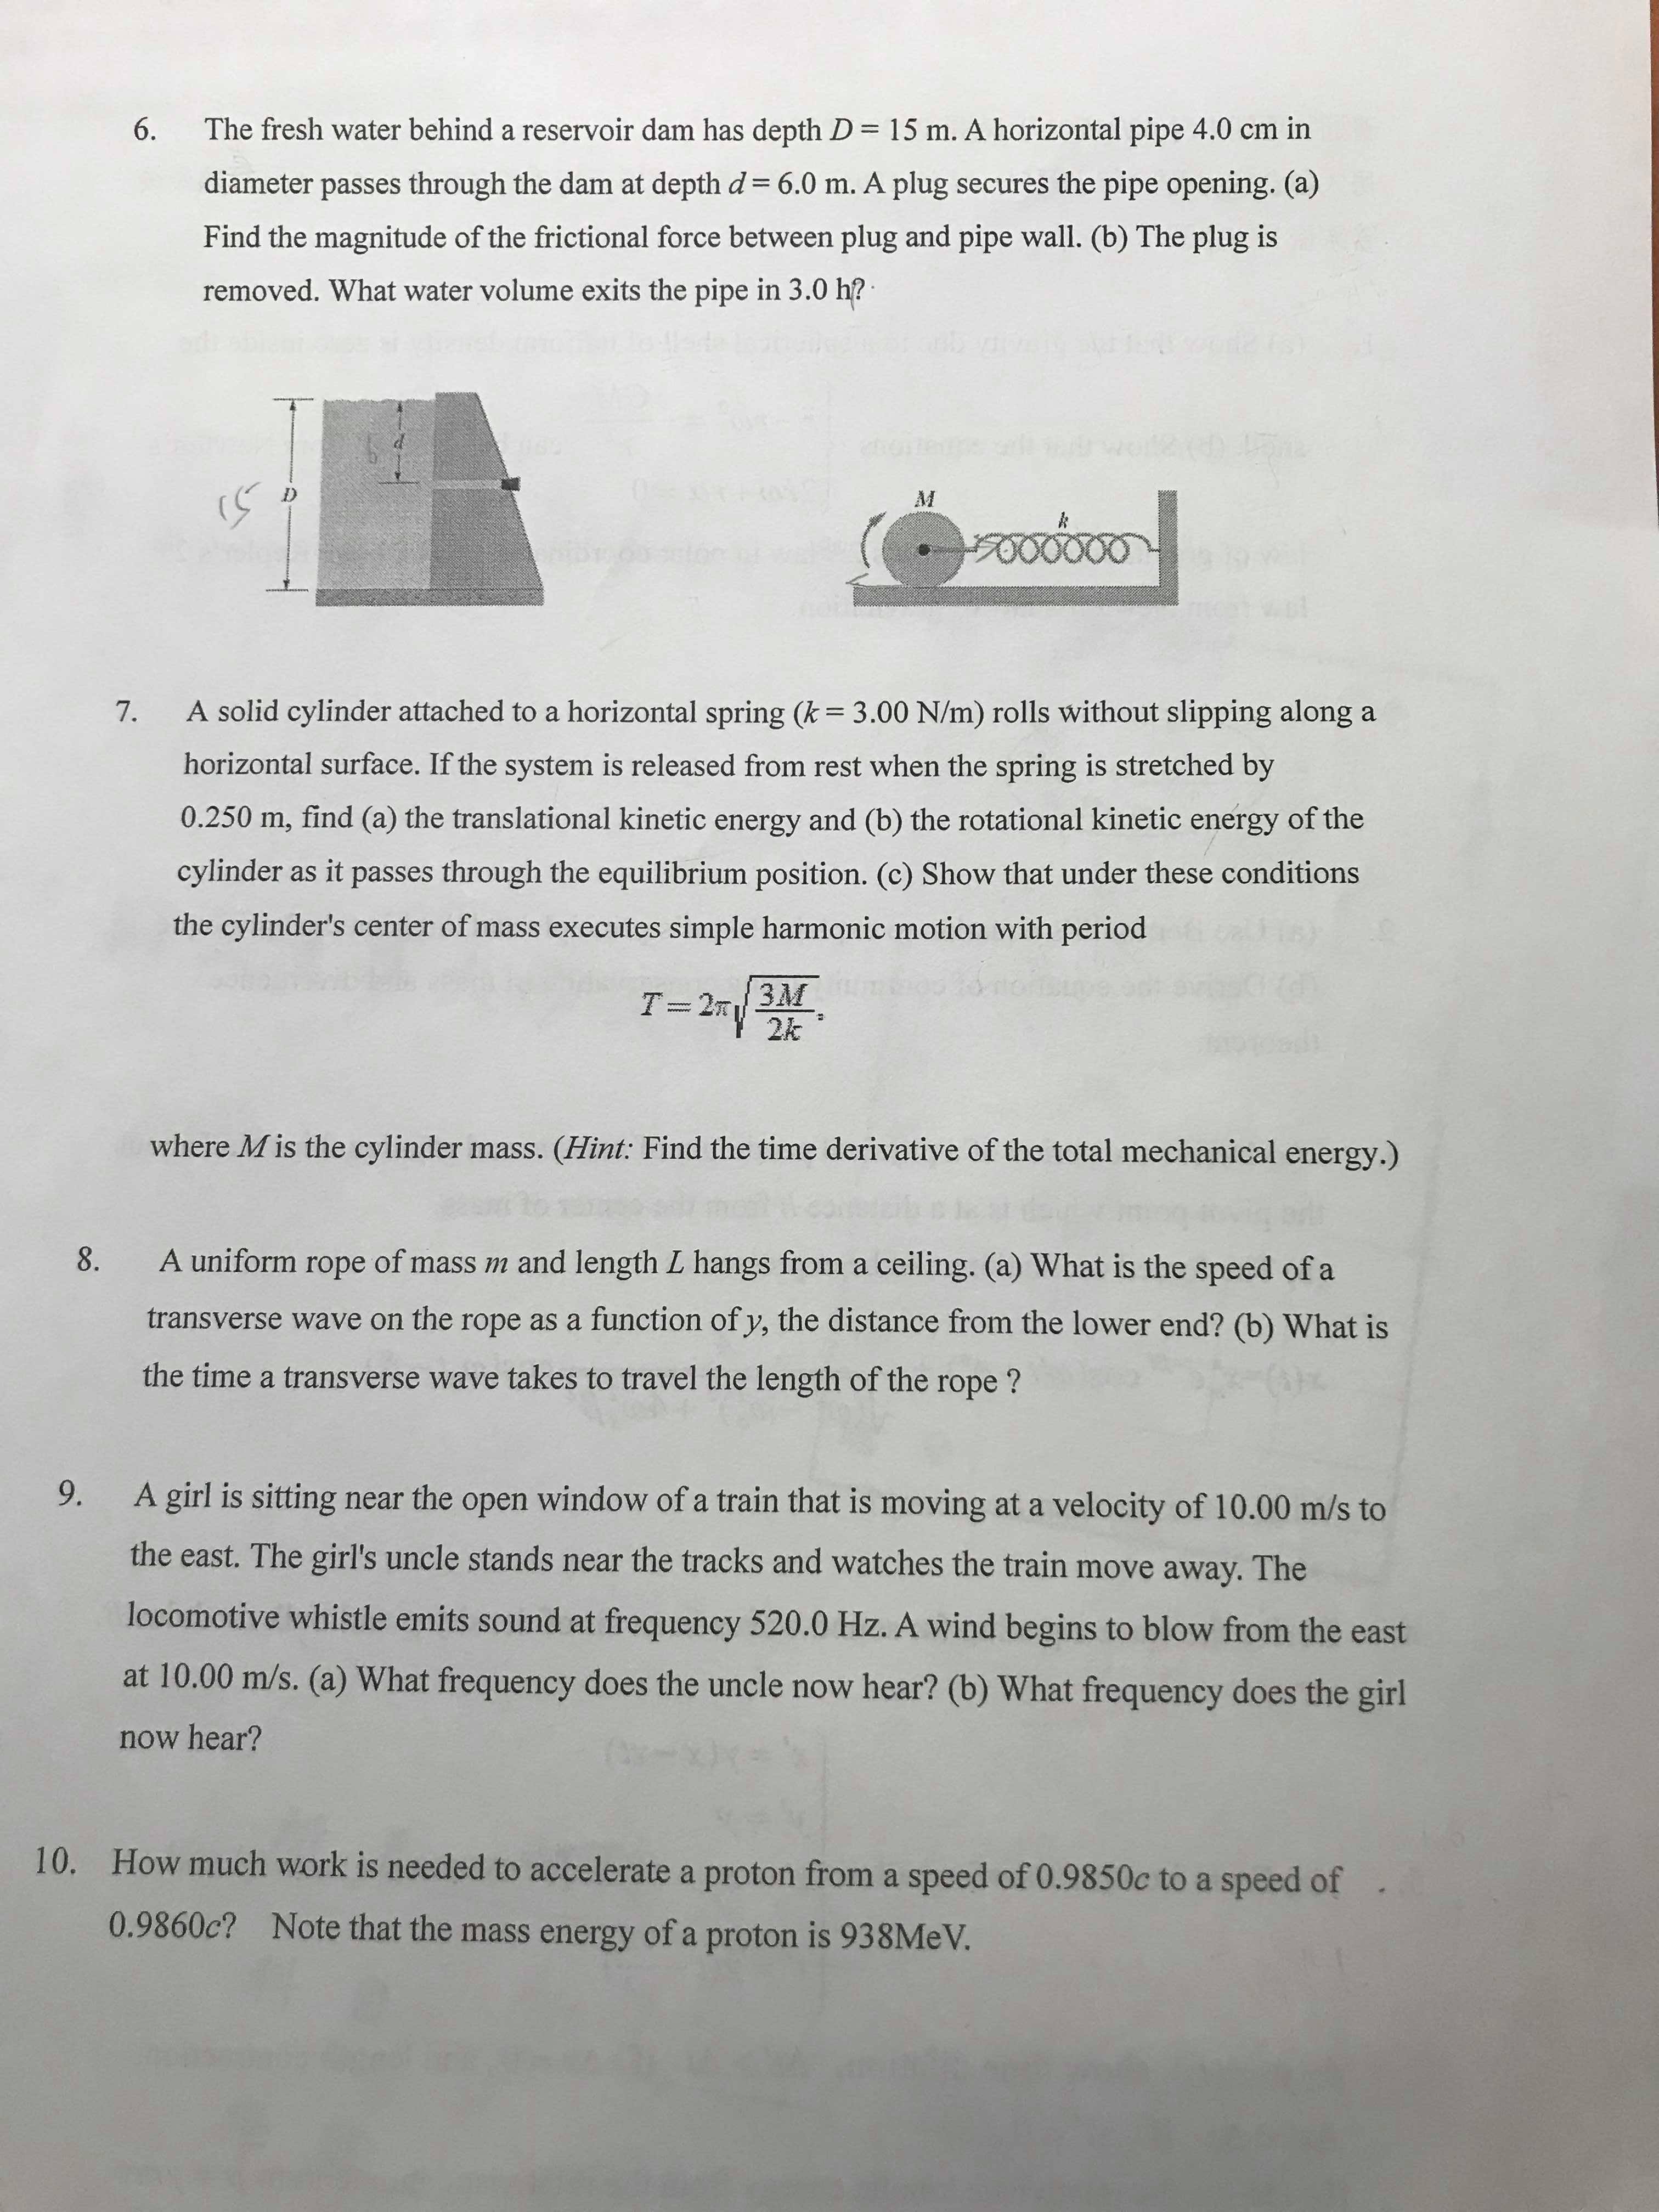 6. The fresh water behind a reservoir dam has depth D = 15 m. A horizontal pipe 4.0 cm in
diameter passes through the dam at depth d = 6.0 m. A plug secures the pipe opening. (a)
Find the magnitude of the frictional force between plug and pipe wall. (b) The plug is
removed. What water volume exits the pipe in 3.0 h?
d
6
15
D
M
k
7. A solid cylinder attached to a horizontal spring (k = 3.00 N/m) rolls without slipping along a
horizontal surface. If the system is released from rest when the spring is stretched by
0.250 m, find (a) the translational kinetic energy and (b) the rotational kinetic energy of the
cylinder as it passes through the equilibrium position. (c) Show that under these conditions
the cylinder's center of mass executes simple harmonic motion with period
T = 2π√(3M/2k),
where M is the cylinder mass. (Hint: Find the time derivative of the total mechanical energy.)
8. A uniform rope of mass m and length L hangs from a ceiling. (a) What is the speed of a
transverse wave on the rope as a function of y, the distance from the lower end? (b) What is
the time a transverse wave takes to travel the length of the rope ?
9. A girl is sitting near the open window of a train that is moving at a velocity of 10.00 m/s to
the east. The girl's uncle stands near the tracks and watches the train move away. The
locomotive whistle emits sound at frequency 520.0 Hz. A wind begins to blow from the east
at 10.00 m/s. (a) What frequency does the uncle now hear? (b) What frequency does the girl
now hear?
10. How much work is needed to accelerate a proton from a speed of 0.9850c to a speed of
0.9860c? Note that the mass energy of a proton is 938MeV.